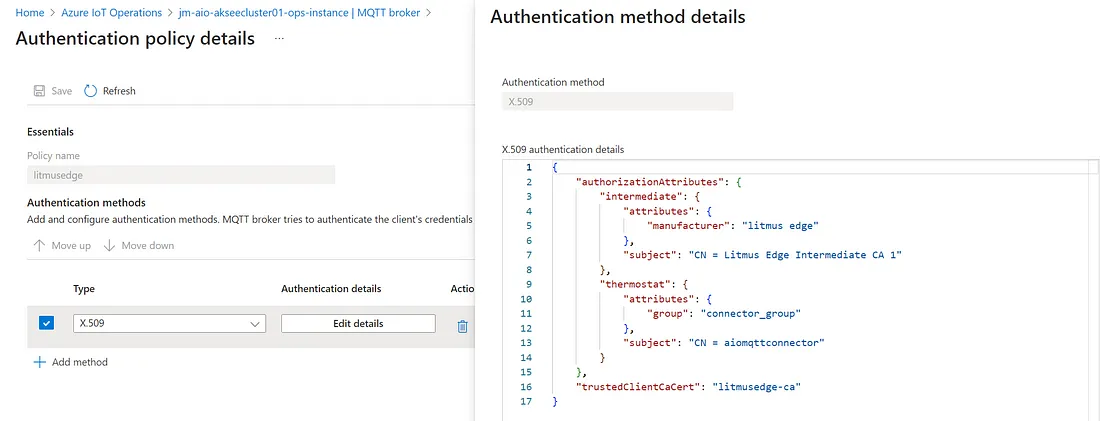 Home > Azure IoT Operations > jm-aio-akseecluster01-ops-instance | MQTT broker >
Authentication policy details ...
Save Refresh
Essentials
Policy name
litmusedge
Authentication methods
Add and configure authentication methods. MQTT broker tries to authenticate the client's credentials
Move up Move down
Type Authentication details Actio
X.509 Edit details
Add method
Authentication method details
Authentication method
X.509
X.509 authentication details
1 {
2 "authorizationAttributes": {
3 "intermediate": {
4 "attributes": {
5 "manufacturer": "litmus edge"
6 },
7 "subject": "CN = Litmus Edge Intermediate CA 1"
8 },
9 "thermostat": {
10 "attributes": {
11 "group": "connector_group"
12 },
13 "subject": "CN = aiomqttconnector"
14 }
15 },
16 "trustedClientCaCert": "litmusedge-ca"
17 }